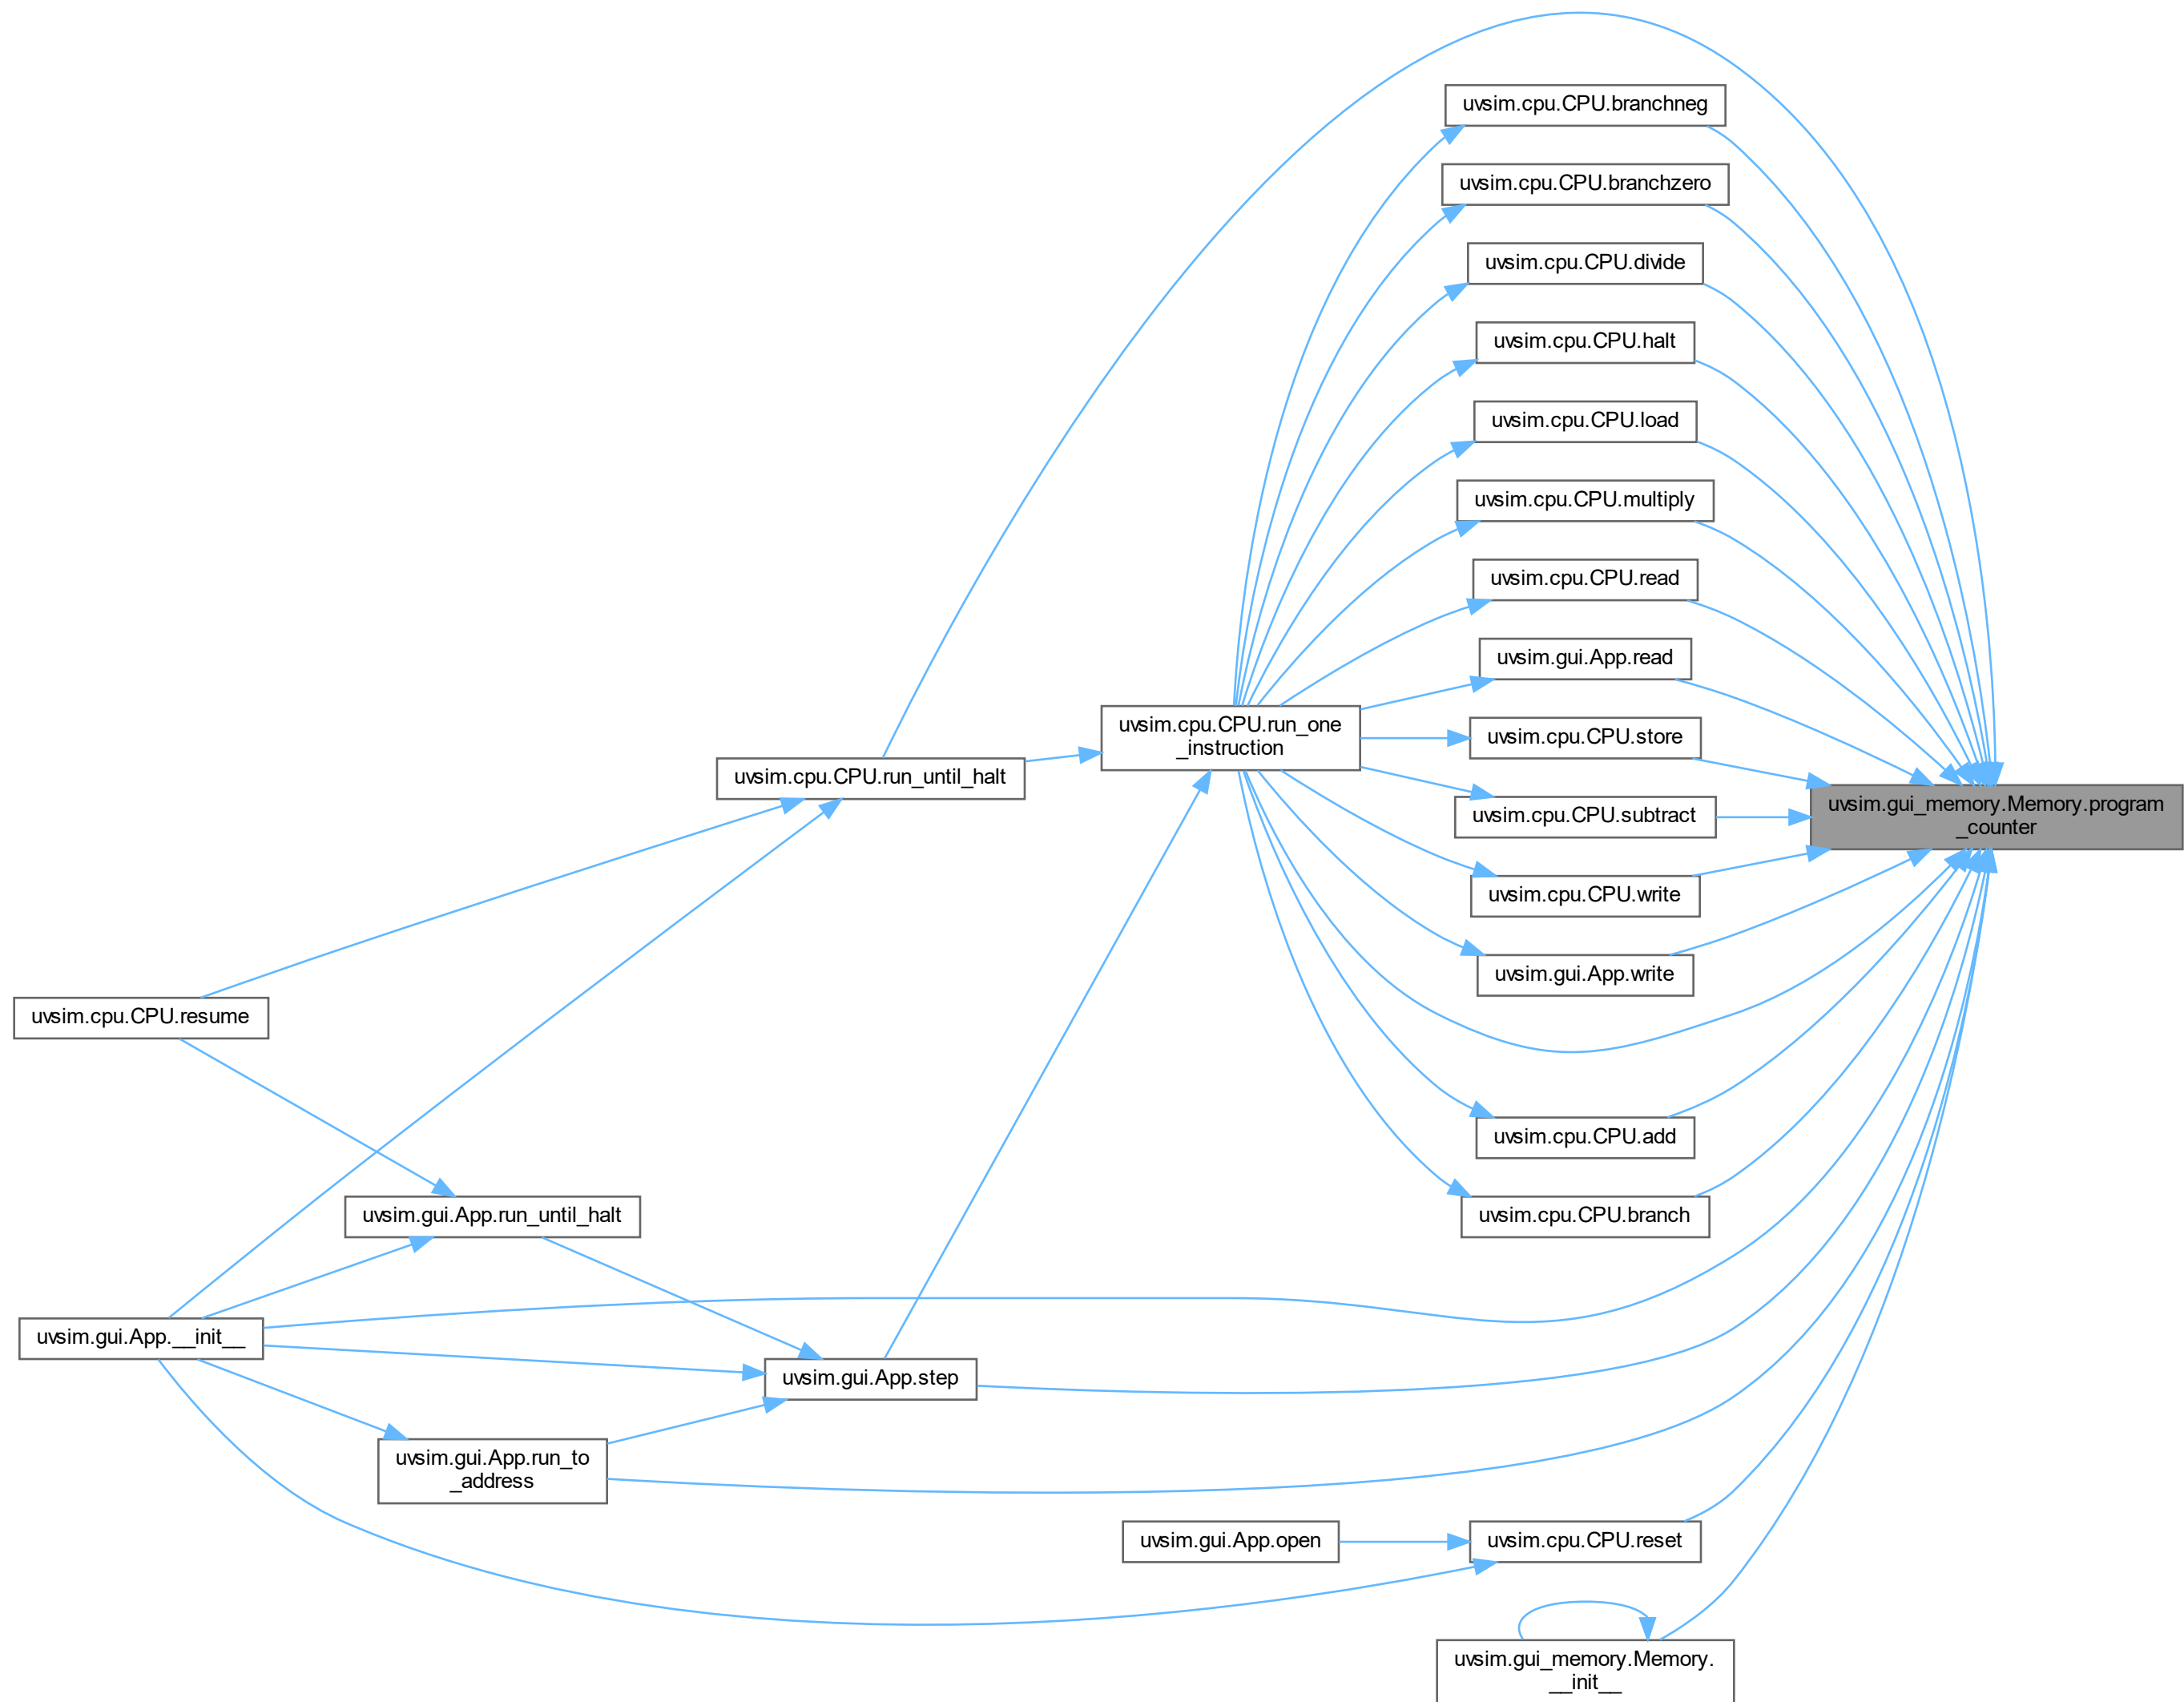 uvsim.cpu.CPU.branchneg
uvsim.cpu.CPU.branchzero
uvsim.cpu.CPU.divide
uvsim.cpu.CPU.halt
uvsim.cpu.CPU.load
uvsim.cpu.CPU.multiply
uvsim.cpu.CPU.read
uvsim.gui.App.read
uvsim.cpu.CPU.run_one
_instruction
uvsim.cpu.CPU.store
uvsim.cpu.CPU.run_until_halt
uvsim.cpu.CPU.subtract
uvsim.gui_memory.Memory.program
_counter
uvsim.cpu.CPU.write
uvsim.gui.App.write
uvsim.cpu.CPU.resume
uvsim.cpu.CPU.add
uvsim.gui.App.run_until_halt
uvsim.cpu.CPU.branch
uvsim.gui.App.__init__
uvsim.gui.App.step
uvsim.gui.App.run_to
_address
uvsim.gui.App.open
uvsim.cpu.CPU.reset
uvsim.gui_memory.Memory.
__init__